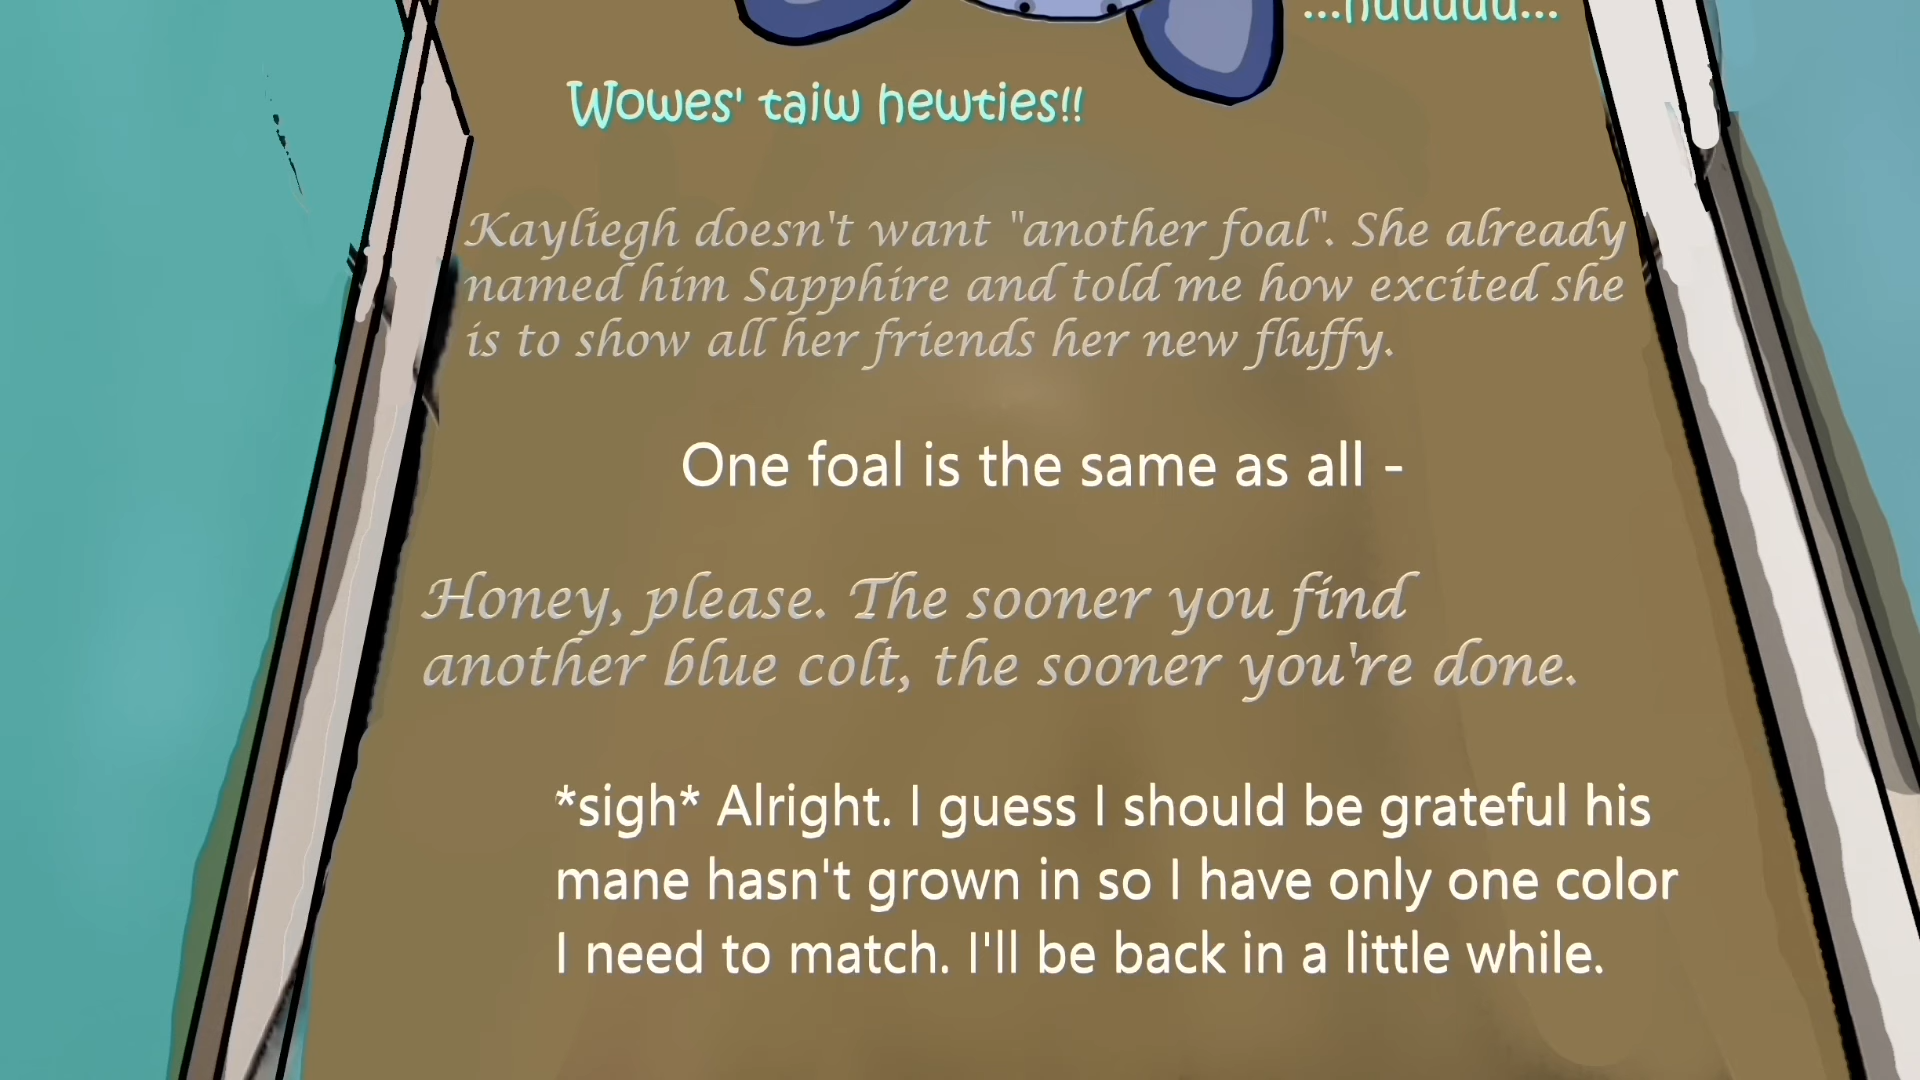 Wowes' taiw hewties!!
Kayliegh doesn't want "another foal". She already
named him Sapphire and told me how excited she
is to show all her friends her new fluffy.
One foal is the same as all -
Honey, please. The sooner you find
another blue colt, the sooner you're done.
*sigh* Alright. I guess I should be grateful his
mane hasn't grown in so I have only one color
I need to match. I'll be back in a little while.